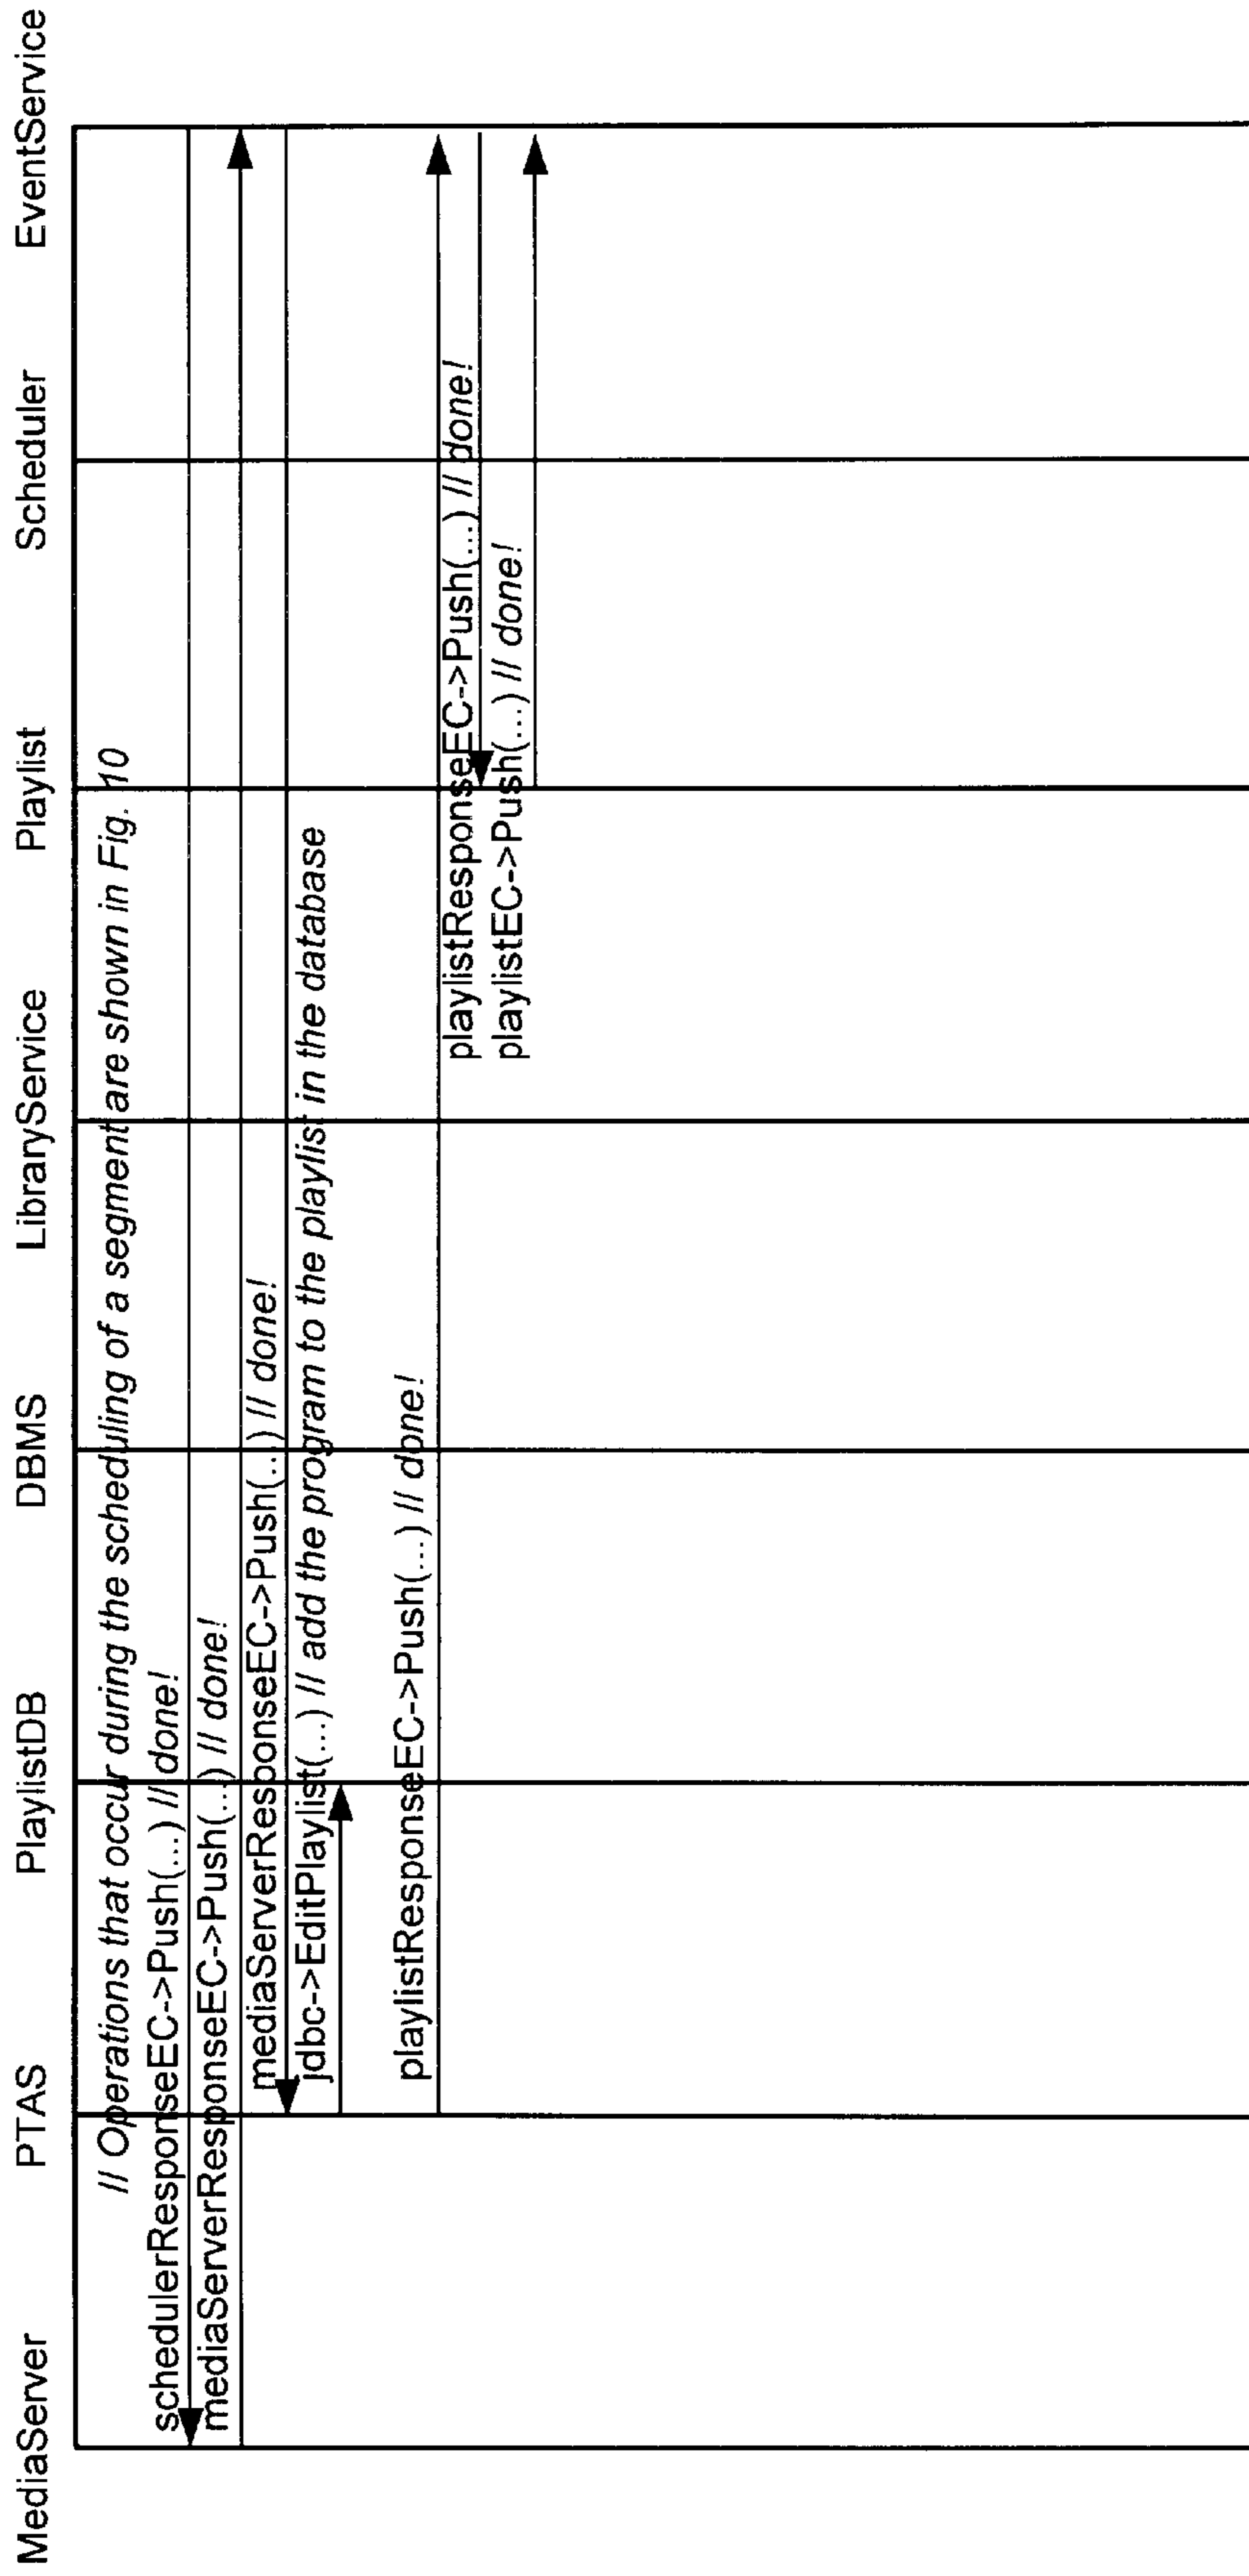 MediaServer PTAS PlaylistDB DBMS LibraryService Playlist Scheduler EventService
// Operations that occur during the scheduling of a segment are shown in Fig. 10
schedulerResponseEC->Push(...) // done!
mediaServerResponseEC->Push(...) // done!
mediaServerResponseEC->Push(...) // done!
jdbc->EditPlaylist(...) // add the program to the playlist in the database
playlistResponseEC->Push(...) // done!
playlistResponseEC->Push(...) // done!
playlistEC->Push(...) // done!